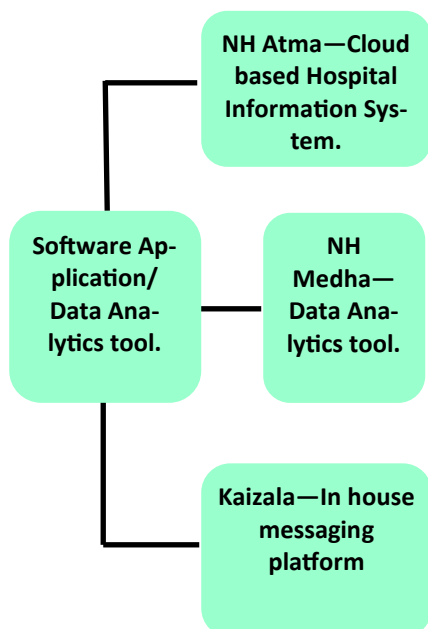 NH Atma—Cloud
based Hospital
Information Sys-
tem.
Software Ap-
plication/
Data Ana-
lytics tool.
NH
Medha—
Data Ana-
lytics tool.
Kaizala—In house
messaging
platform